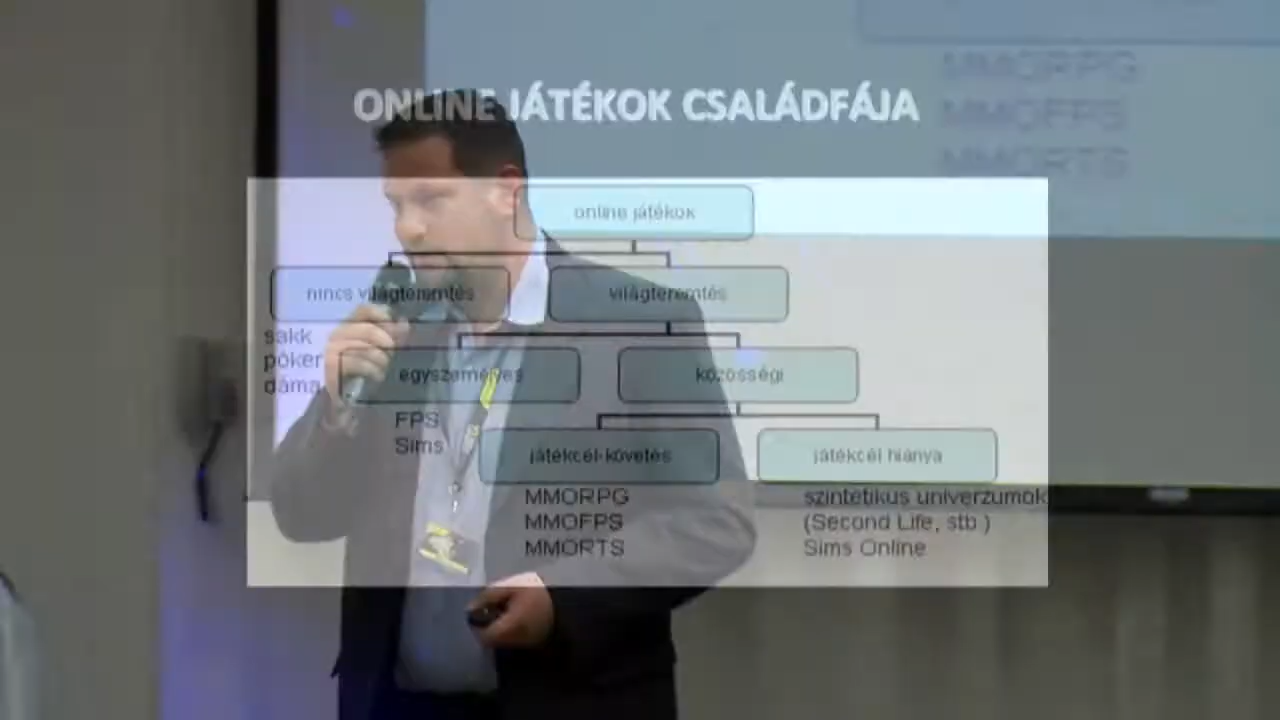 MMORPG
MMOFPS
MMORTS
ONLINE JÁTÉKOK CSALÁDFÁJA
online játékok
nincs világteremtés
világteremtés
sakk
póker
dáma
egyszemélyes
közösségi
FPS
Sims
játékcél-követés
játékcél hiánya
MMORPG
MMOFPS
MMORTS
szintetikus univerzumok
(Second Life, stb )
Sims Online